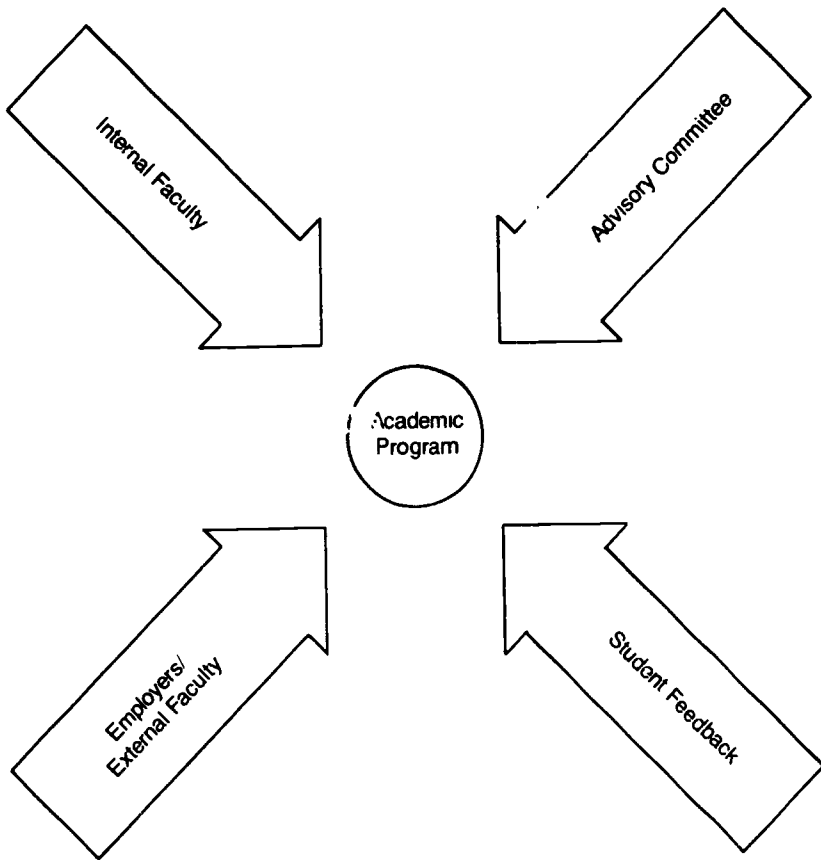 Internal Faculty
Advisory Committee
Academic
Program
Employers/
External Faculty
Student Feedback